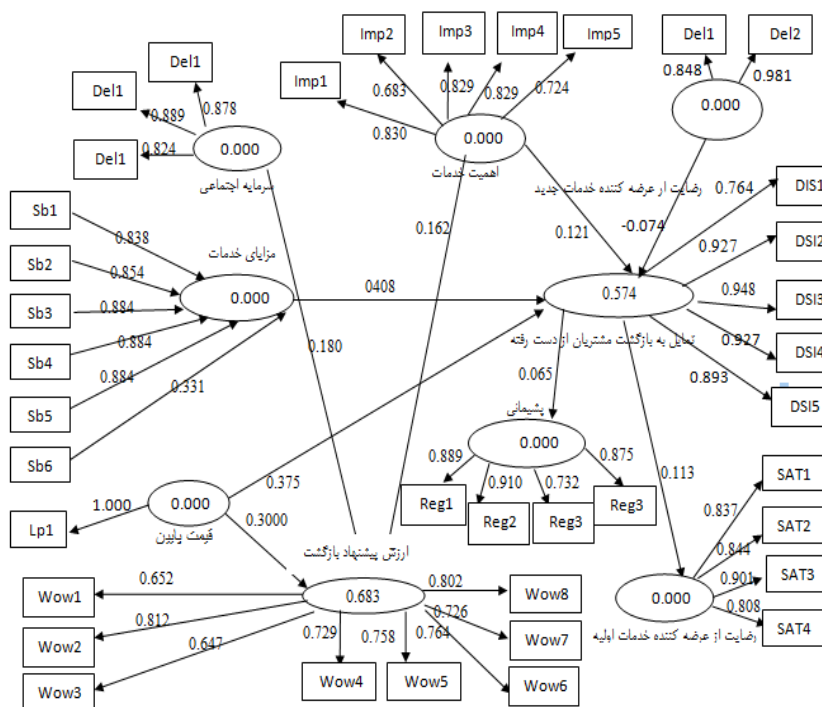 Imp2
Imp3
Imp4
Imp5
Del1
Del2
Del1
Imp1
0.683
0.829
0.829
0.724
0.848
0.981
Del1
0.889
0.878
0.830
0.000
0.000
Del1
0.824
0.000
سرمایه اجتماعی
اهمیت خدمات
رضایت از عرضه کننده خدمات جدید
0.764
DIS1
Sb1
0.838
مزایای خدمات
0.162
0.121
-0.074
0.927
DIS2
Sb2
0.854
0.000
0408
0.574
0.948
DSI3
Sb3
0.884
تمایل به بازگشت مشتریان از دست رفته
0.927
DSI4
Sb4
0.884
0.180
0.065
0.893
DSI5
Sb5
0.884
0.331
پشیمانی
0.000
0.113
Sb6
0.375
0.889
0.910
0.732
0.875
SAT1
1.000
0.000
Reg1
Reg2
Reg3
Reg3
0.837
Lp1
قیمت پایین
0.3000
ارزش پیشنهاد بازگشت
0.844
SAT2
0.901
SAT3
Wow1
0.652
0.683
0.802
Wow8
0.000
0.808
SAT4
رضایت از عرضه کننده خدمات اولیه
Wow2
0.812
0.726
Wow7
0.647
0.729
0.758
0.764
Wow3
Wow4
Wow5
Wow6